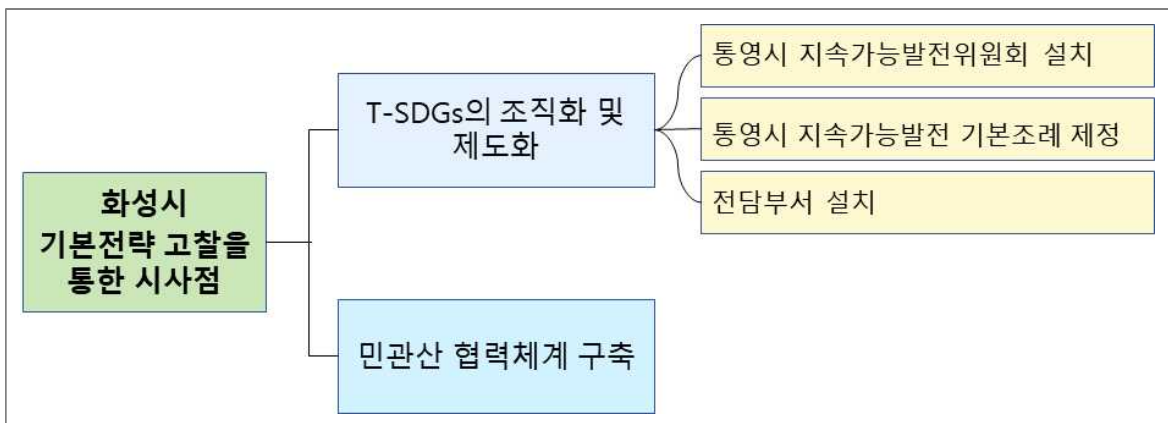 화성시
기본전략 고찰을
통한 시사점
T-SDGs의 조직화 및
제도화
민관산 협력체계 구축
통영시 지속가능발전위원회 설치
통영시 지속가능발전 기본조례 제정
전담부서 설치